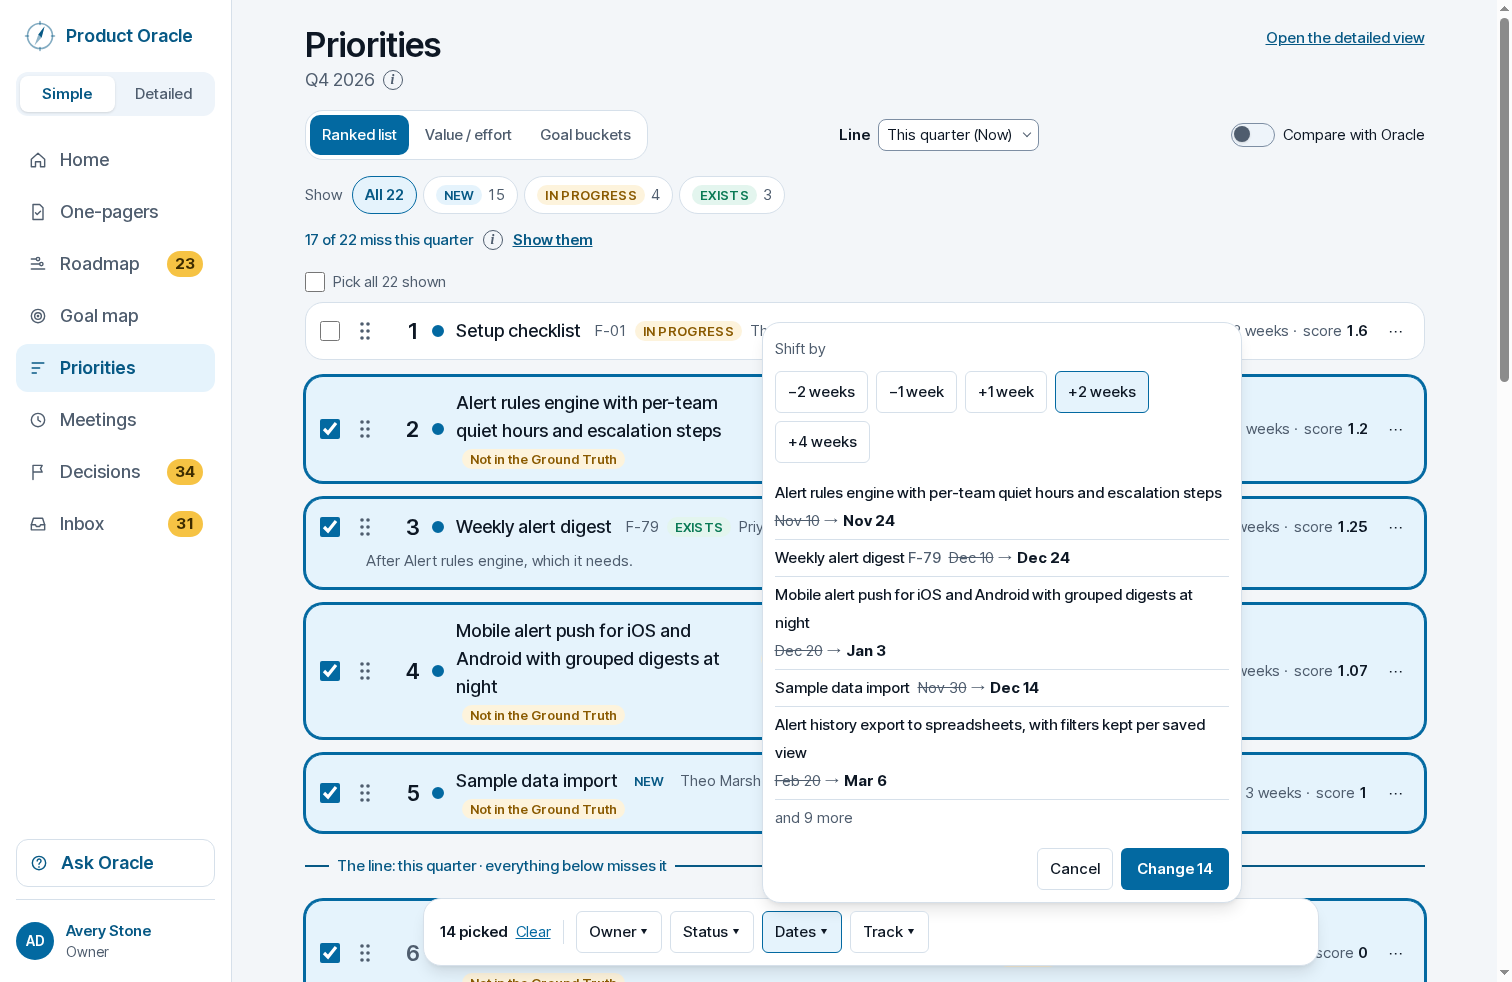 Product Oracle
Simple
Detailed
Home
One-pagers
Roadmap 23
Goal map
Priorities
Meetings
Decisions 34
Inbox 31
Ask Oracle
AD
Avery Stone
Owner
Priorities
Open the detailed view
Q4 2026 i
Ranked list
Value / effort
Goal buckets
Line
This quarter (Now)
Compare with Oracle
Show
All 22
NEW 15
IN PROGRESS 4
EXISTS 3
17 of 22 miss this quarter i Show them
Pick all 22 shown
1 Setup checklist F-01 IN PROGRESS Th
weeks · score 1.6 ...
2 Alert rules engine with per-team
quiet hours and escalation steps
Not in the Ground Truth
weeks · score 1.2 ...
3 Weekly alert digest F-79 EXISTS Priy
weeks · score 1.25 ...
After Alert rules engine, which it needs.
4 Mobile alert push for iOS and
Android with grouped digests at
night
Not in the Ground Truth
weeks · score 1.07 ...
5 Sample data import NEW Theo Marsh
3 weeks · score 1 ...
Not in the Ground Truth
The line: this quarter · everything below misses it
6
score 0 ...
Not in the Ground Truth
Shift by
−2 weeks
−1 week
+1 week
+2 weeks
+4 weeks
Alert rules engine with per-team quiet hours and escalation steps
Nov 10 → Nov 24
Weekly alert digest F-79 Dec 10 → Dec 24
Mobile alert push for iOS and Android with grouped digests at
night
Dec 20 → Jan 3
Sample data import Nov 30 → Dec 14
Alert history export to spreadsheets, with filters kept per saved
view
Feb 20 → Mar 6
and 9 more
Cancel
Change 14
14 picked Clear
Owner ▾
Status ▾
Dates ▾
Track ▾